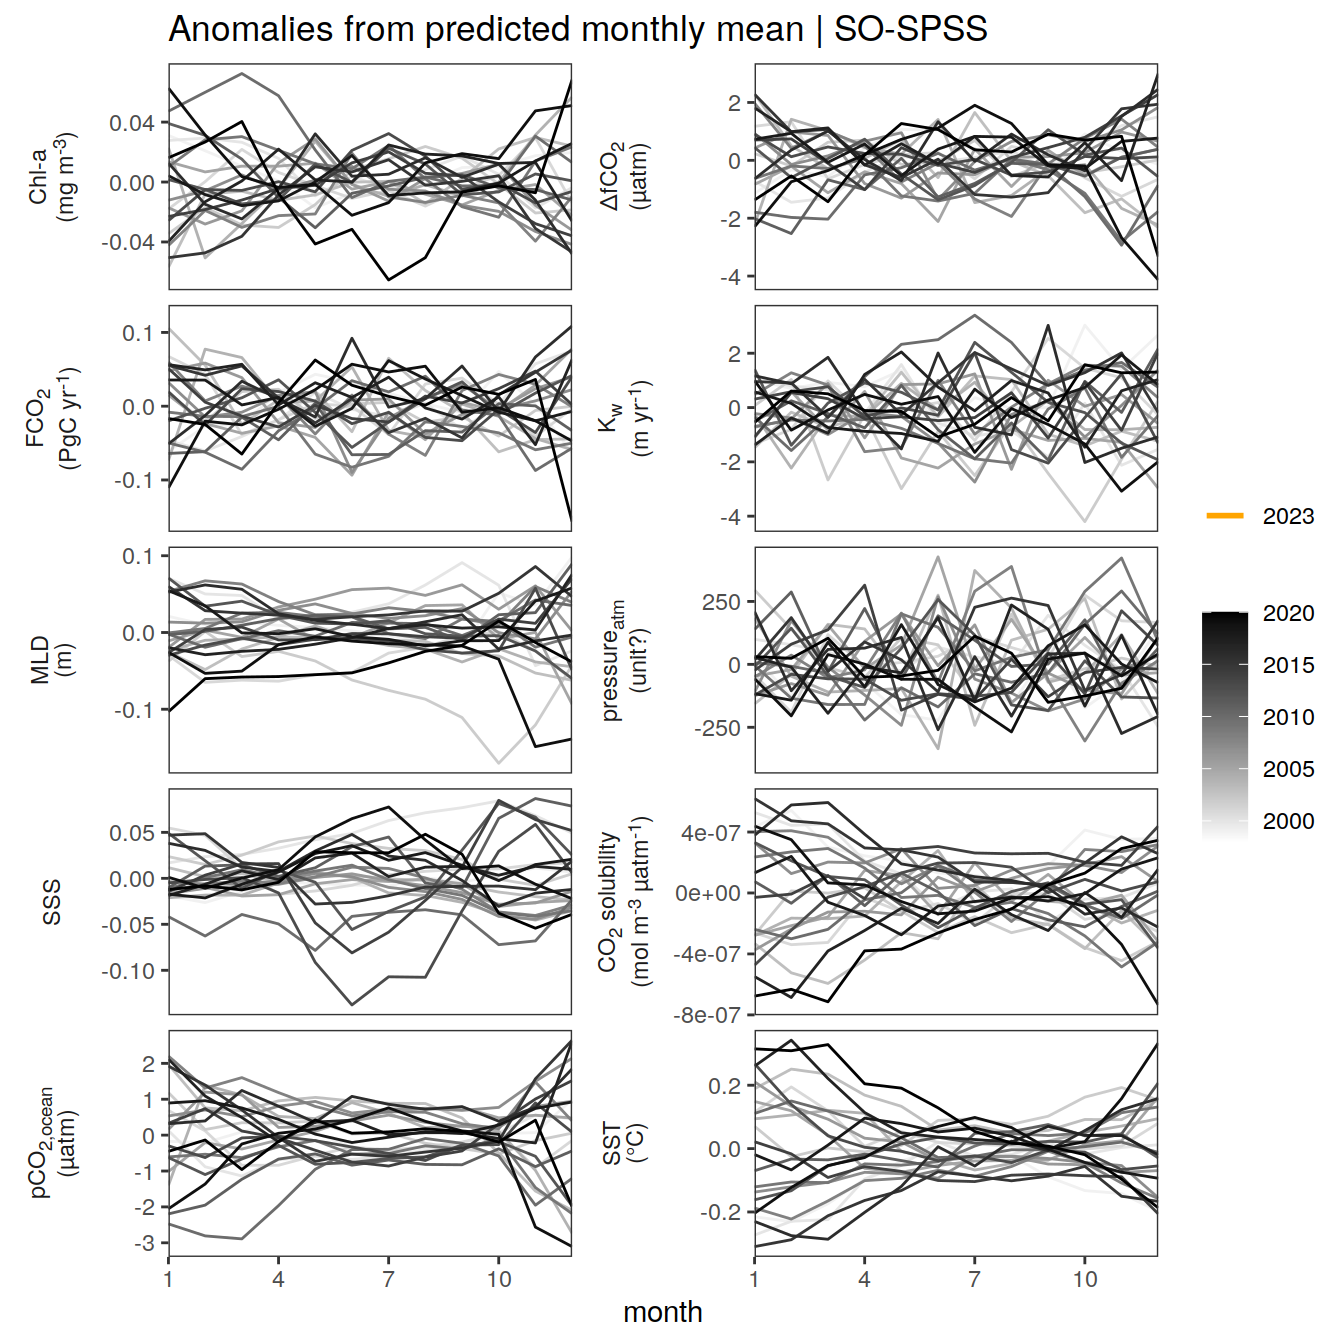 Anomalies from predicted monthly mean | SO-SPSS
Chl-a
(mg m⁻³)
0.04
0.00
-0.04
ΔfCO₂
(µatm)
2
0
-2
-4
FCO₂
(PgC yr⁻¹)
0.1
0.0
-0.1
K_w
(m yr⁻¹)
2
0
-2
-4
MLD
(m)
0.1
0.0
-0.1
pressure_atm
(unit?)
250
0
-250
SSS
0.05
0.00
-0.05
-0.10
CO₂ solubility
(mol m⁻³ µatm⁻¹)
4e-07
0e+00
-4e-07
-8e-07
pCO₂,ocean
(µatm)
2
1
0
-1
-2
-3
1 4 7 10
SST
(°C)
0.2
0.0
-0.2
1 4 7 10
month
2023
2020
2015
2010
2005
2000